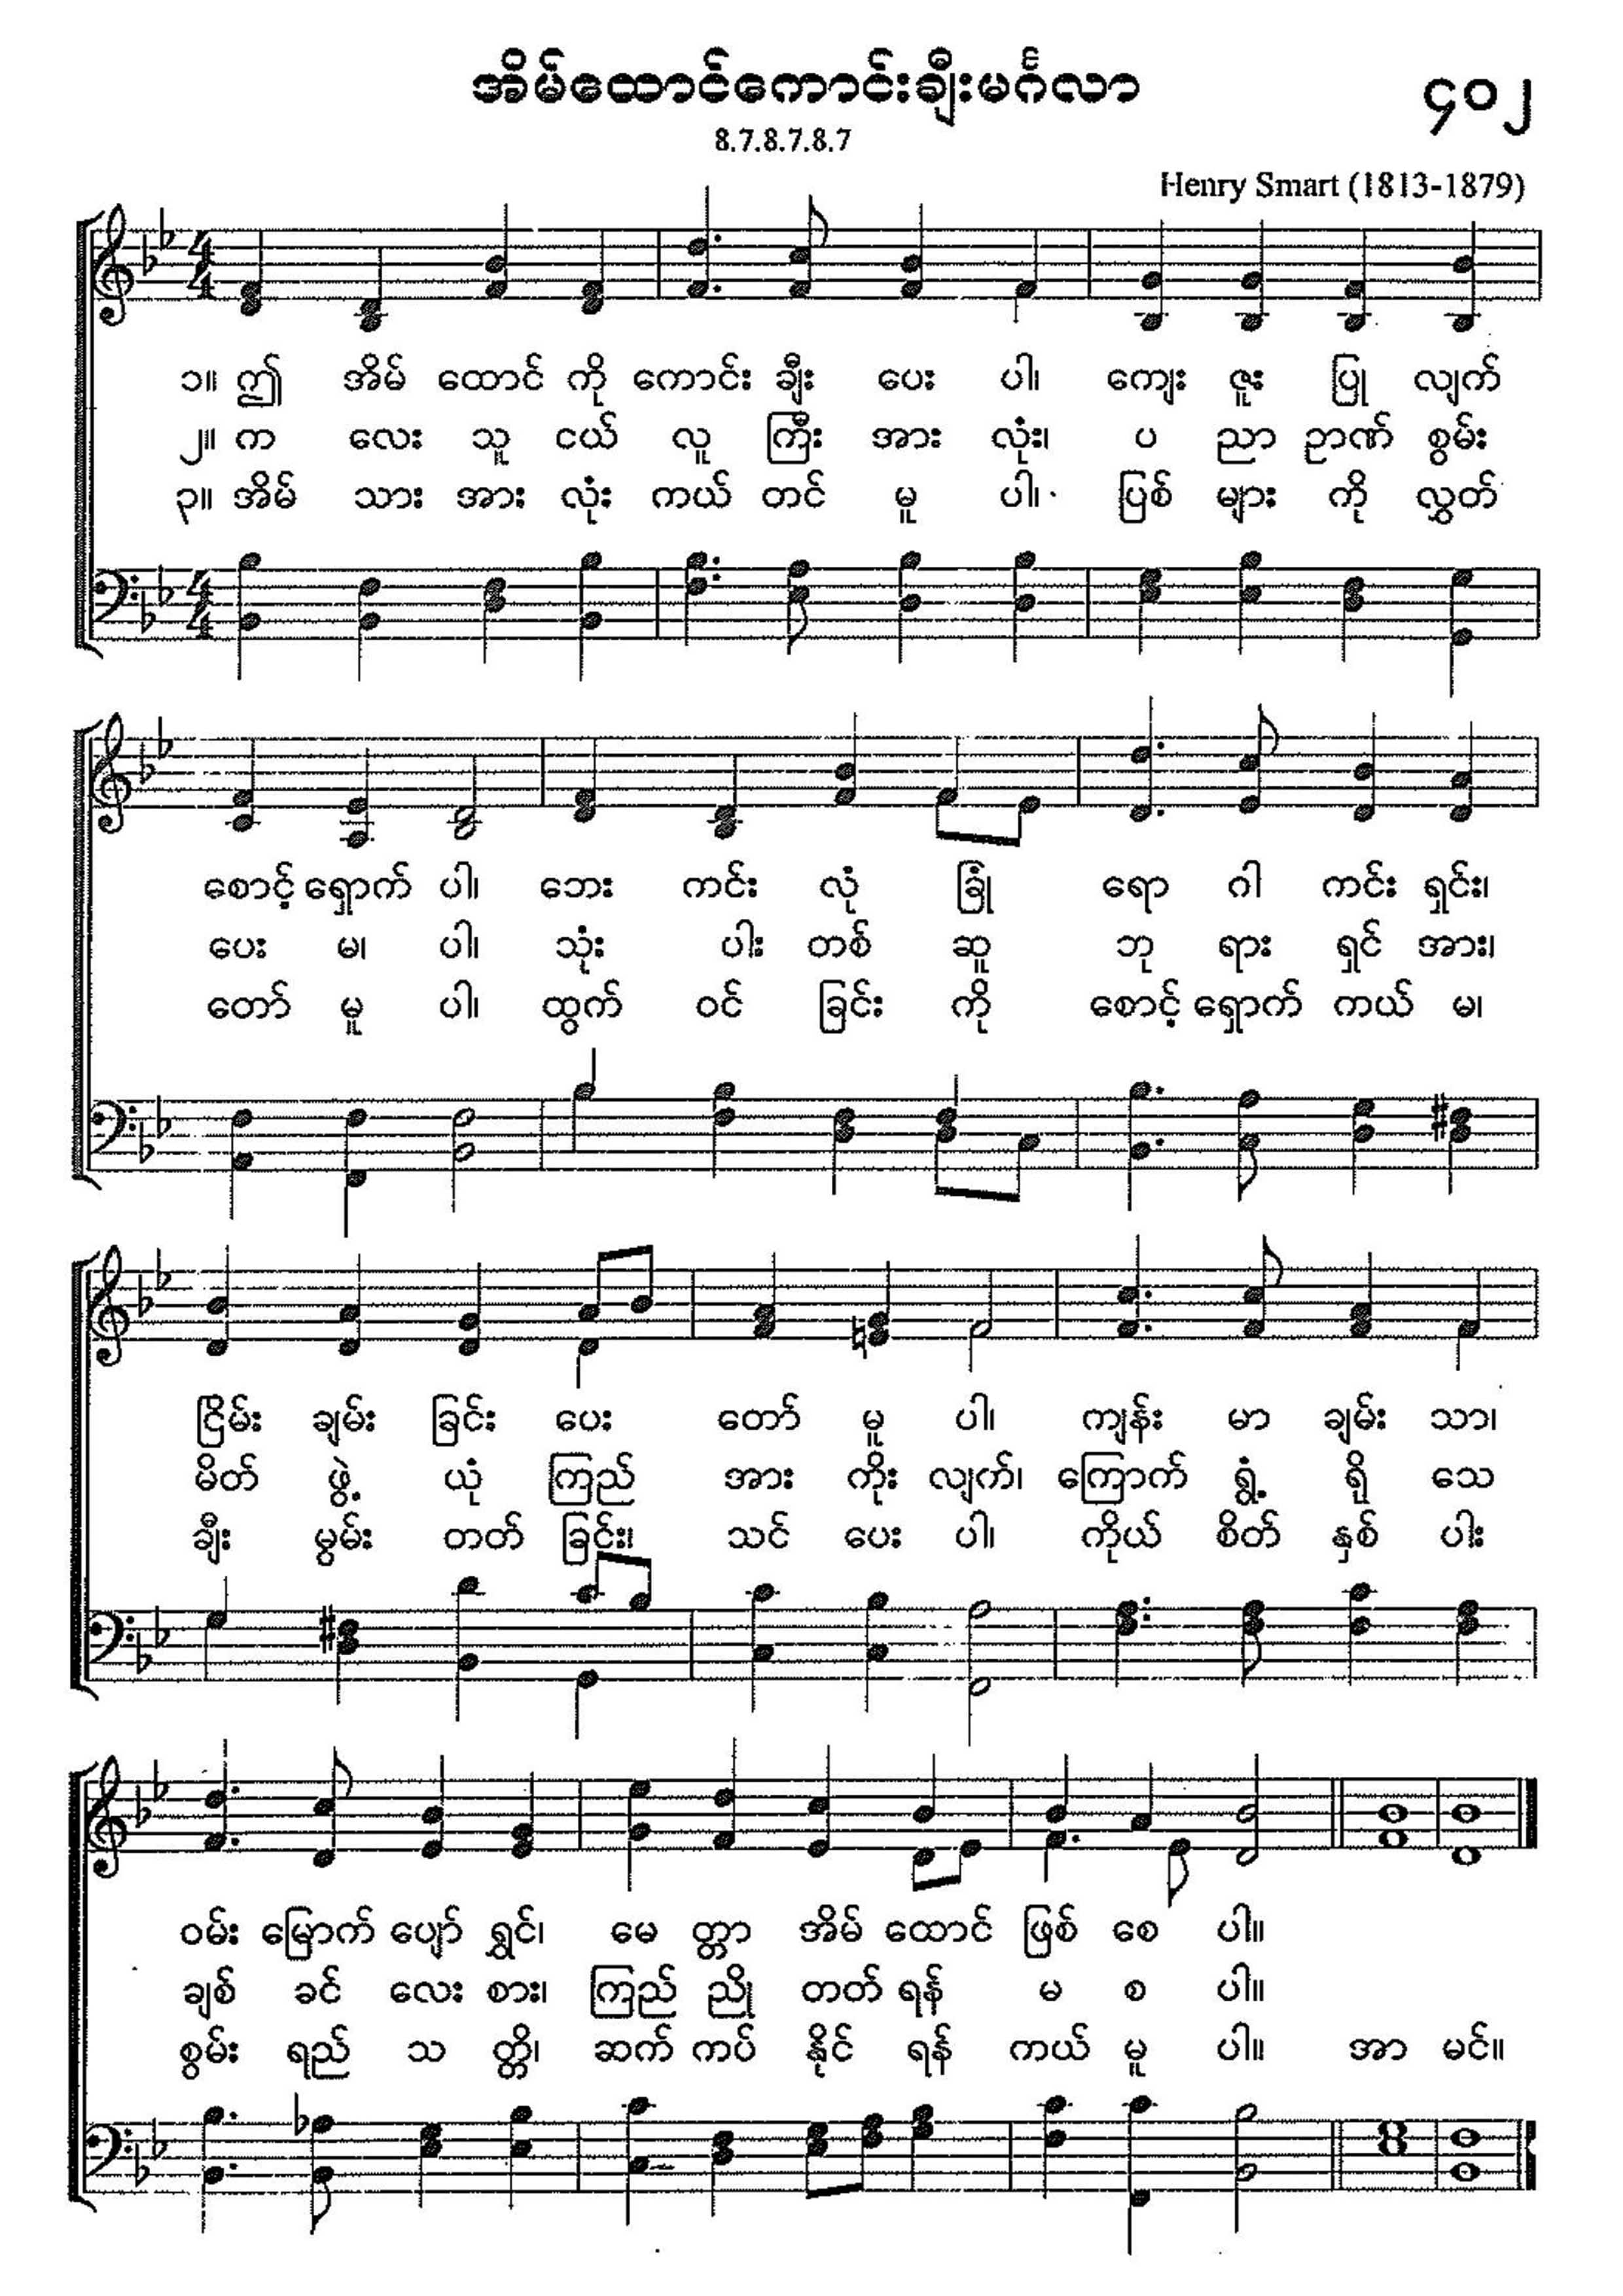 အိမ်ထောင်ကောင်းချီးမင်္ဂလာ
၄၀၂
8.7.8.7.8.7
Henry Smart (1813-1879)
၁။ ဤ အိမ် ထောင် ကို ကောင်း ချီး ပေး ပါ၊ ကျေး ဇူး ပြု လျက်
၂။ က လေး သူ ငယ် လူ ကြီး အား လုံး၊ ပ ညာ ဉာဏ် စွမ်း
၃။ အိမ် သား အား လုံး ကယ် တင် မူ ပါ၊ ပြစ် များ ကို လွှတ်
စောင့် ရှောက် ပါ၊ ဘေး ကင်း လုံ ခြုံ ရော ဂါ ကင်း ရှင်း၊
ပေး မ၊ ပါ၊ သုံး ပါး တစ် ဆူ ဘု ရား ရှင် အား၊
တော် မူ ပါ၊ ထွက် ဝင် ခြင်း ကို စောင့် ရှောက် ကယ် မ၊
ငြိမ်း ချမ်း ခြင်း ပေး တော် မူ ပါ၊ ကျန်း မာ ချမ်း သာ၊
မိတ် ဖွဲ့ ယုံ ကြည် အား ကိုး လျက်၊ ကြောက် ရွံ့ ရို သေ
ချီး မွမ်း တတ် ခြင်း၊ သင် ပေး ပါ၊ ကိုယ် စိတ် နှစ် ပါး
ဝမ်း မြောက် ပျော် ရွှင်၊ မေ တ္တာ အိမ် ထောင် ဖြစ် စေ ပါ။
ချစ် ခင် လေး စား၊ ကြည် ညို တတ် ရန် မ စ ပါ။
စွမ်း ရည် သ တ္တိ၊ ဆက် ကပ် နိုင် ရန် ကယ် မူ ပါ။ အာ မင်။